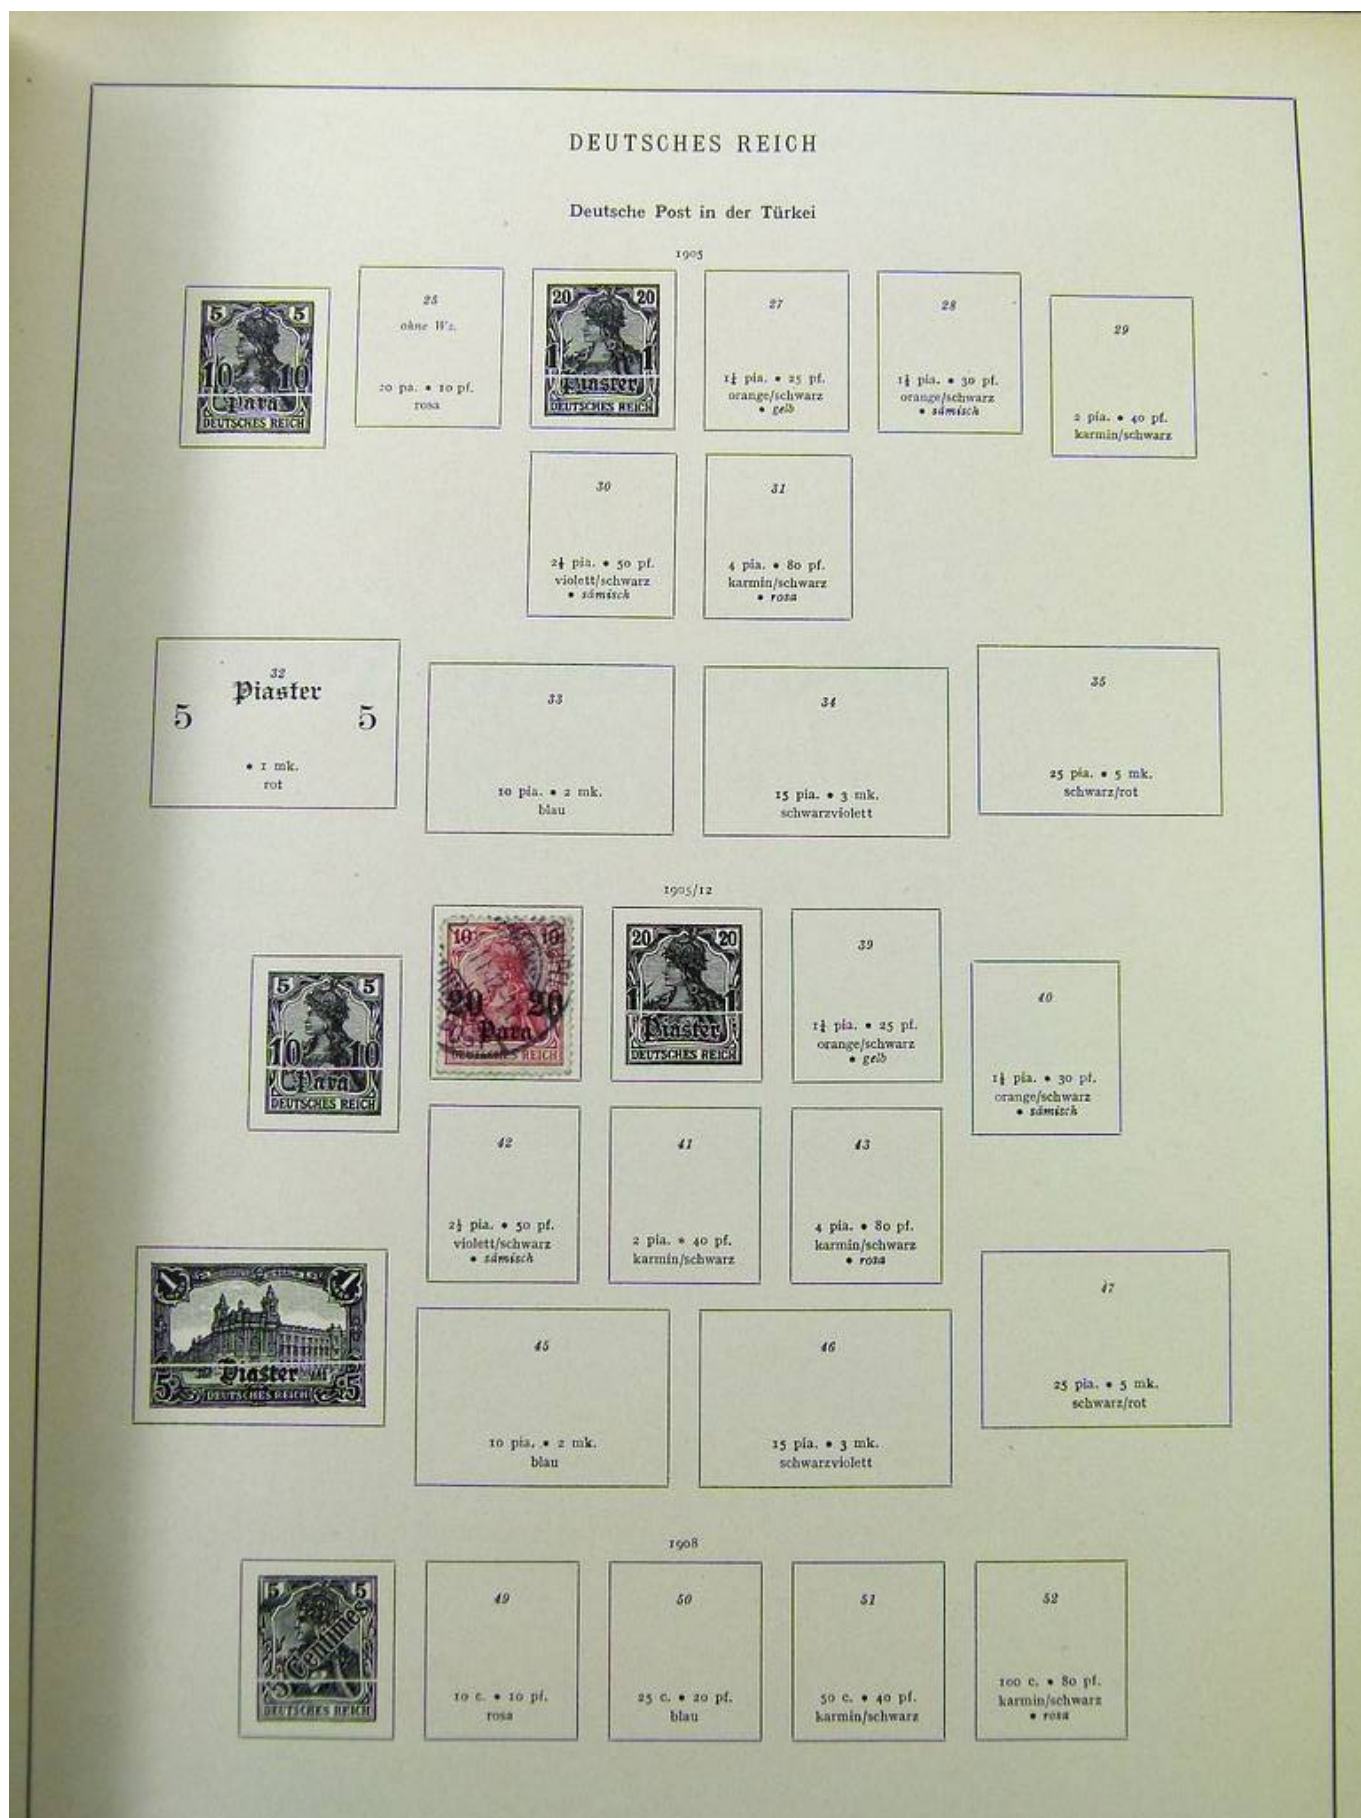 DEUTSCHES REICH
Deutsche Post in der Türkei
1905
5 5
10 10
Para
DEUTSCHES REICH
25
ohne Wz.
20 pa. • 10 pf.
rosa
20 20
1 1
Piaster
DEUTSCHES REICH
27
1¼ pia. • 25 pf.
orange/schwarz
• gelb
28
1½ pia. • 30 pf.
orange/schwarz
• sämisch
29
2 pia. • 40 pf.
karmin/schwarz
30
2½ pia. • 50 pf.
violett/schwarz
• sämisch
31
4 pia. • 80 pf.
karmin/schwarz
• rosa
32
Piaster
5 5
• 1 mk.
rot
33
10 pia. • 2 mk.
blau
34
15 pia. • 3 mk.
schwarzviolett
35
25 pia. • 5 mk.
schwarz/rot
1905/12
5 5
10 10
Para
DEUTSCHES REICH
10 10
20 20
Para
DEUTSCHES REICH
20 20
1 1
Piaster
DEUTSCHES REICH
39
1¼ pia. • 25 pf.
orange/schwarz
• gelb
40
1½ pia. • 30 pf.
orange/schwarz
• sämisch
42
2½ pia. • 50 pf.
violett/schwarz
• sämisch
41
2 pia. • 40 pf.
karmin/schwarz
43
4 pia. • 80 pf.
karmin/schwarz
• rosa
1 1
Piaster
5 5
DEUTSCHES REICH
45
10 pia. • 2 mk.
blau
46
15 pia. • 3 mk.
schwarzviolett
47
25 pia. • 5 mk.
schwarz/rot
1908
5 5
5 Centimes
DEUTSCHES REICH
49
10 c. • 10 pf.
rosa
50
25 c. • 20 pf.
blau
51
50 c. • 40 pf.
karmin/schwarz
52
100 c. • 80 pf.
karmin/schwarz
• rosa